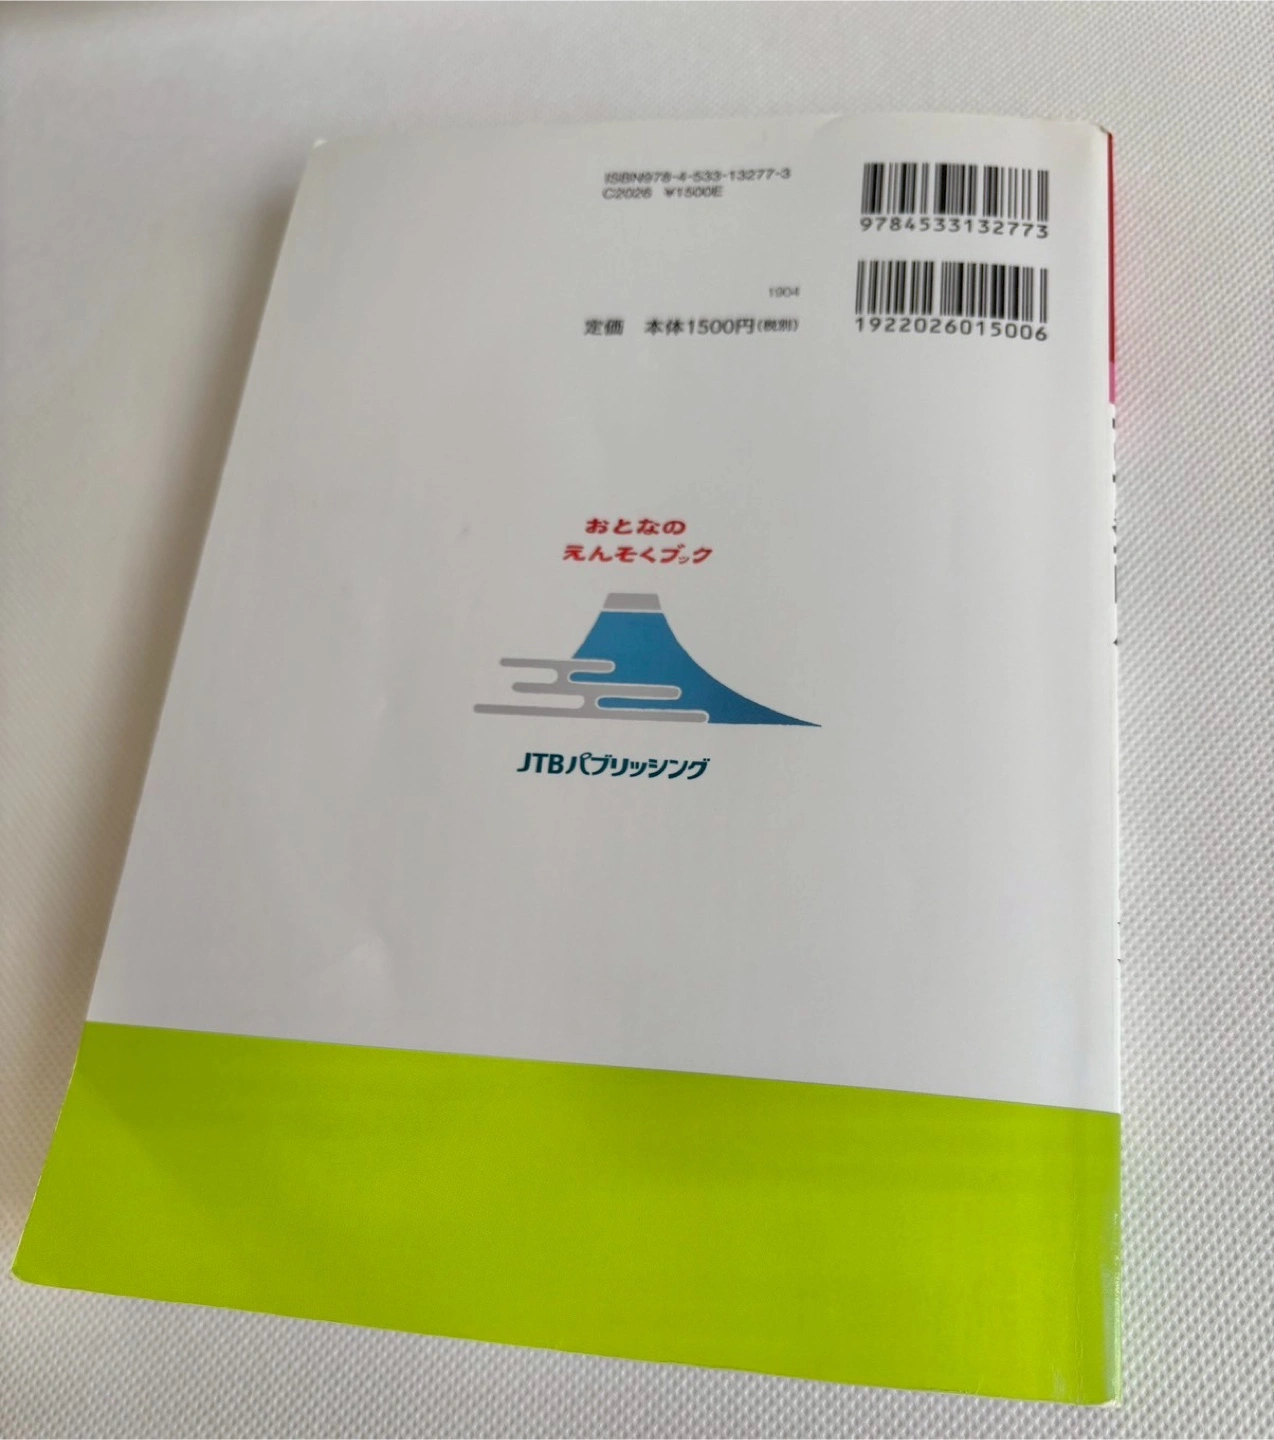 ISBN978-4-533-13277-3
C2026 ¥1500E
9784533132773
1904
定価 本体1500円(税別)
1922026015006
おとなの
えんそくブック
JTBパブリッシング